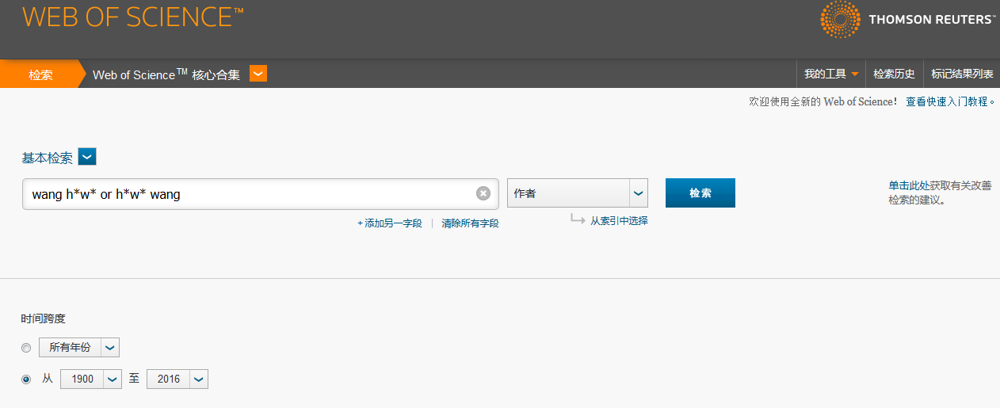 WEB OF SCIENCE™
THOMSON REUTERS™
检索
Web of Science™ 核心合集
我的工具
检索历史
标记结果列表
欢迎使用全新的 Web of Science! 查看快速入门教程。
基本检索
wang h*w* or h*w* wang
作者
检索
单击此处获取有关改善
检索的建议。
+ 添加另一字段 | 清除所有字段
从索引中选择
时间跨度
所有年份
从 1900 至 2016